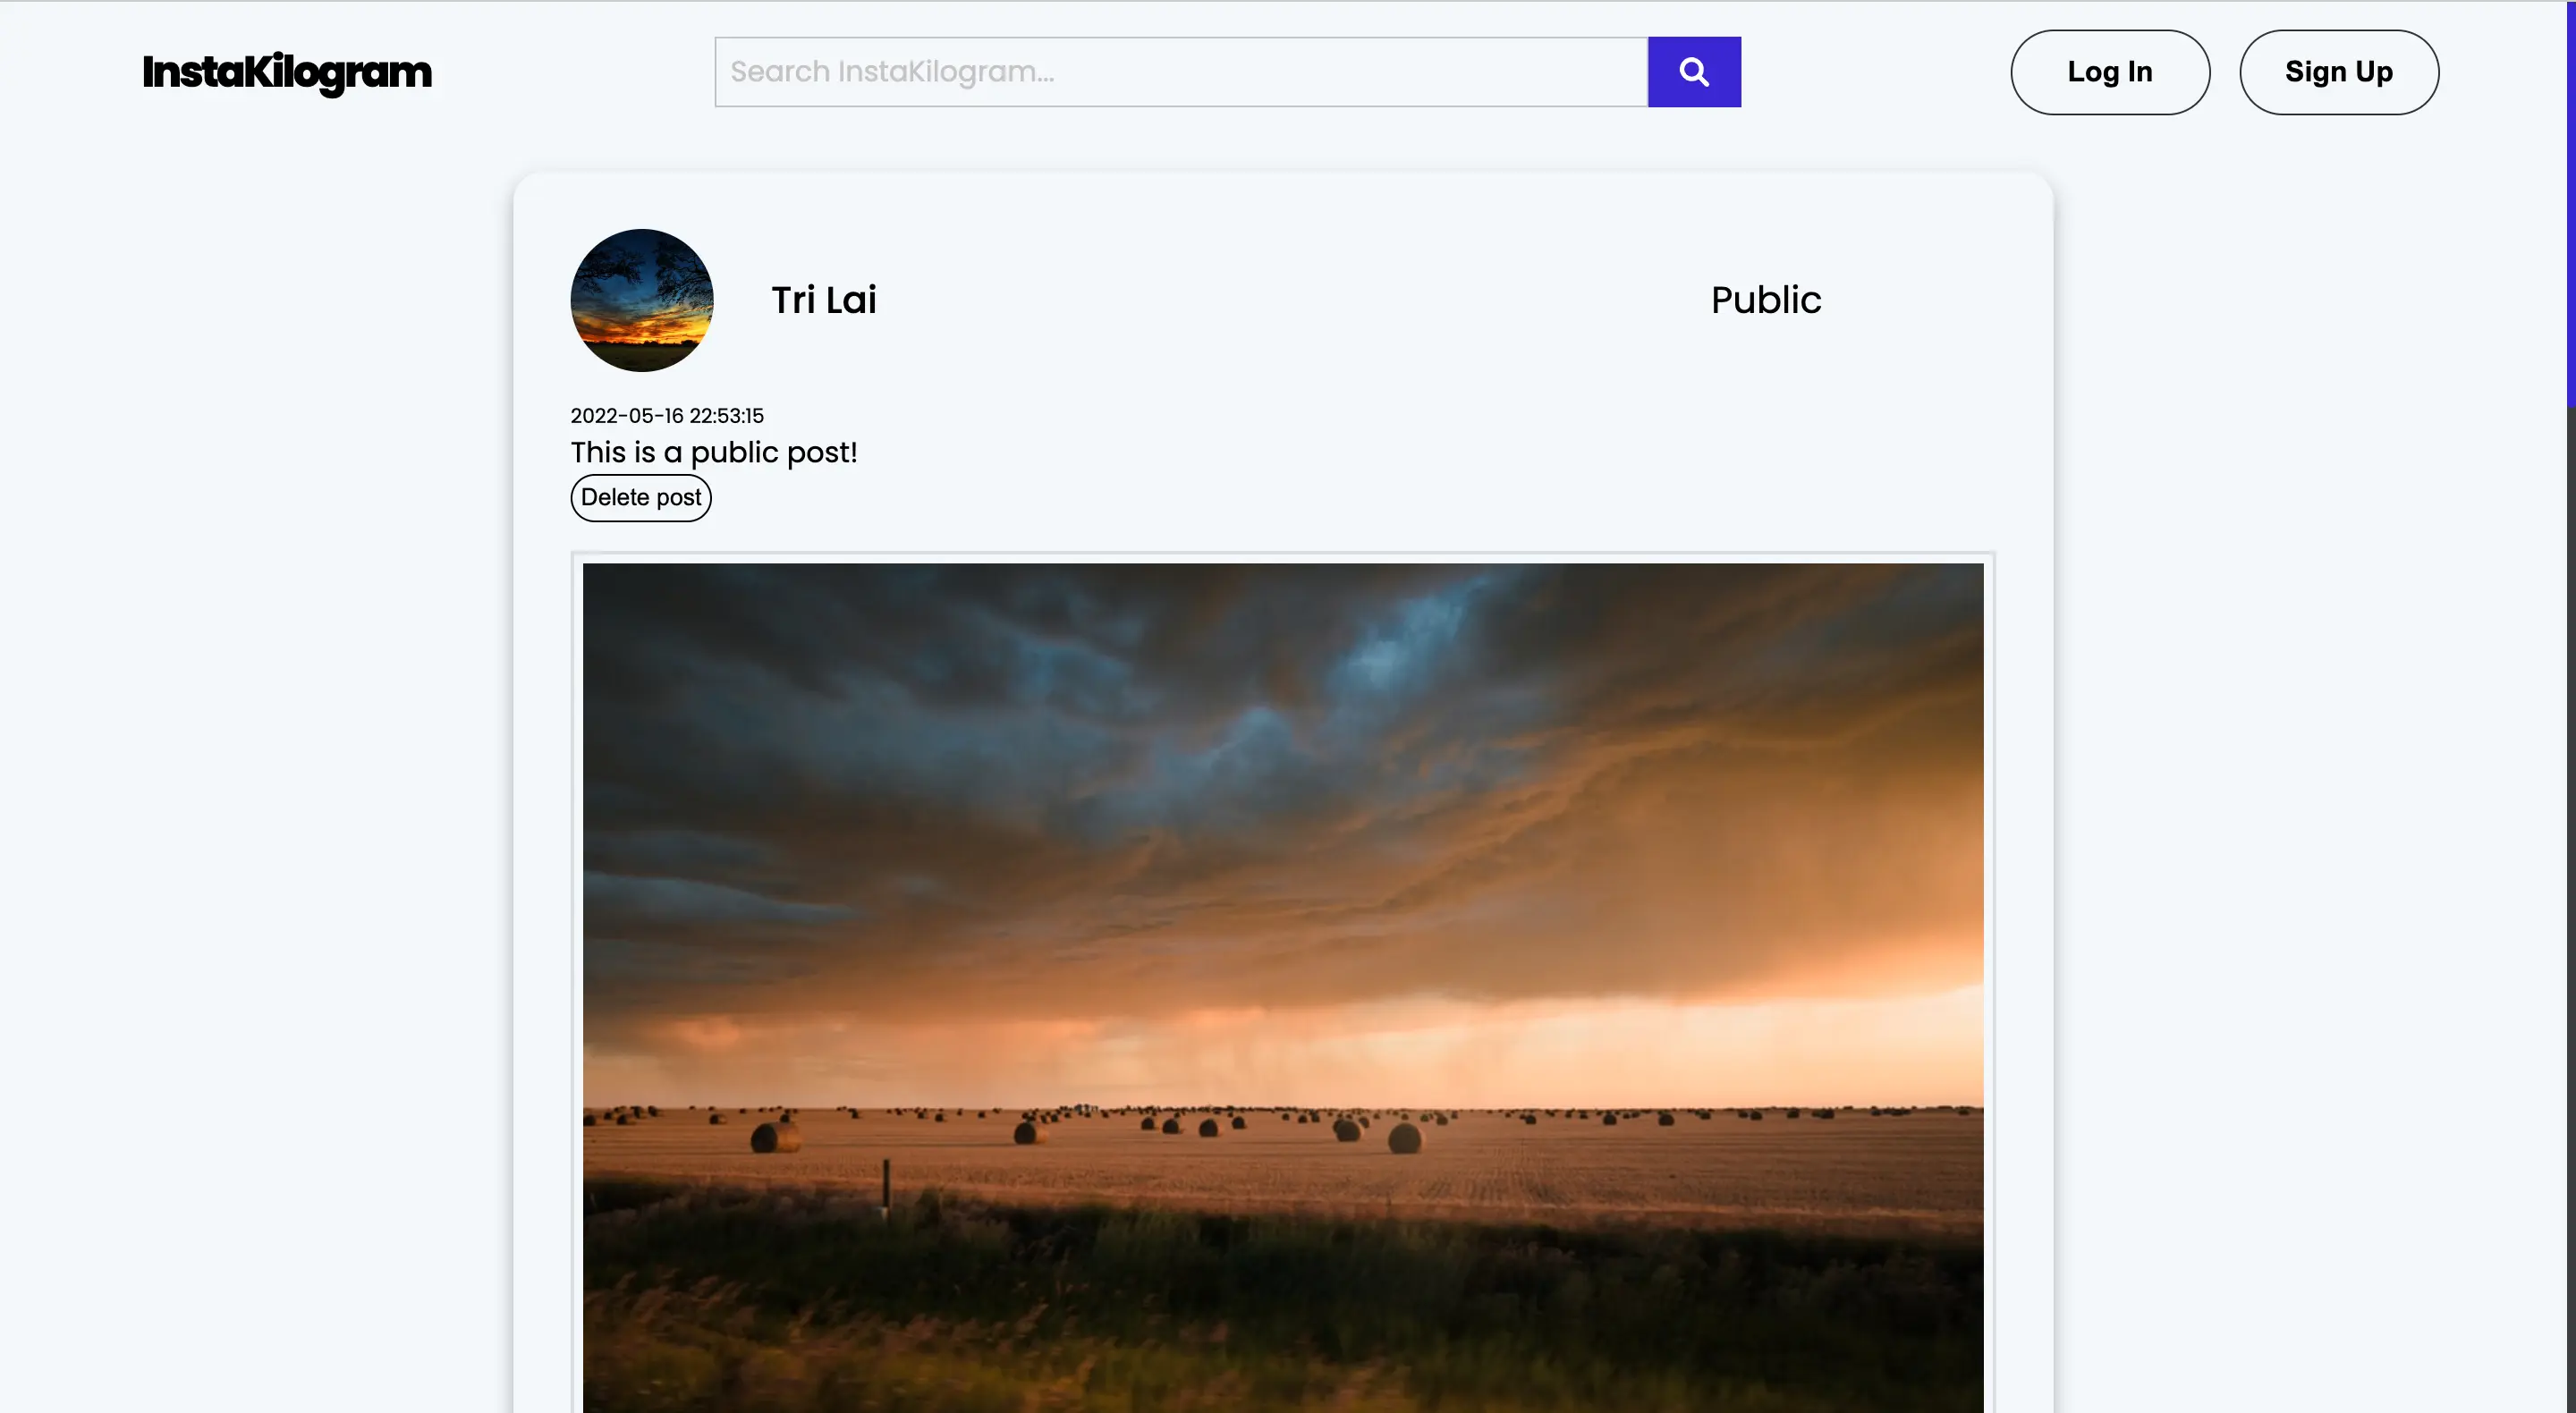 InstaKilogram
Search InstaKilogram...
Log In
Sign Up
Tri Lai
Public
2022-05-16 22:53:15
This is a public post!
Delete post